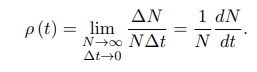 ρ (t) = lim_{N→∞, Δt→0} ΔN / NΔt = 1/N dN/dt.